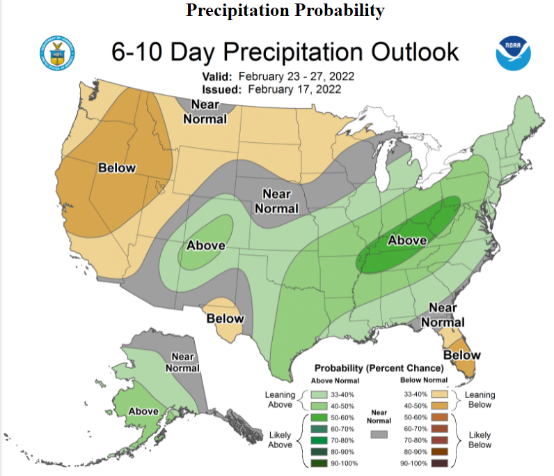 Precipitation Probability
6-10 Day Precipitation Outlook
Valid: February 23 - 27, 2022
Issued: February 17, 2022
NOAA
Near
Normal
Below
Near
Normal
Above
Above
Below
Near
Normal
Below
Near
Normal
Above
Probability (Percent Chance)
Above Normal
Below Normal
Leaning
Above
33-40%
40-50%
50-60%
60-70%
70-80%
80-90%
90-100%
Likely
Above
Near
Normal
33-40%
40-50%
50-60%
60-70%
70-80%
80-90%
90-100%
Leaning
Below
Likely
Below